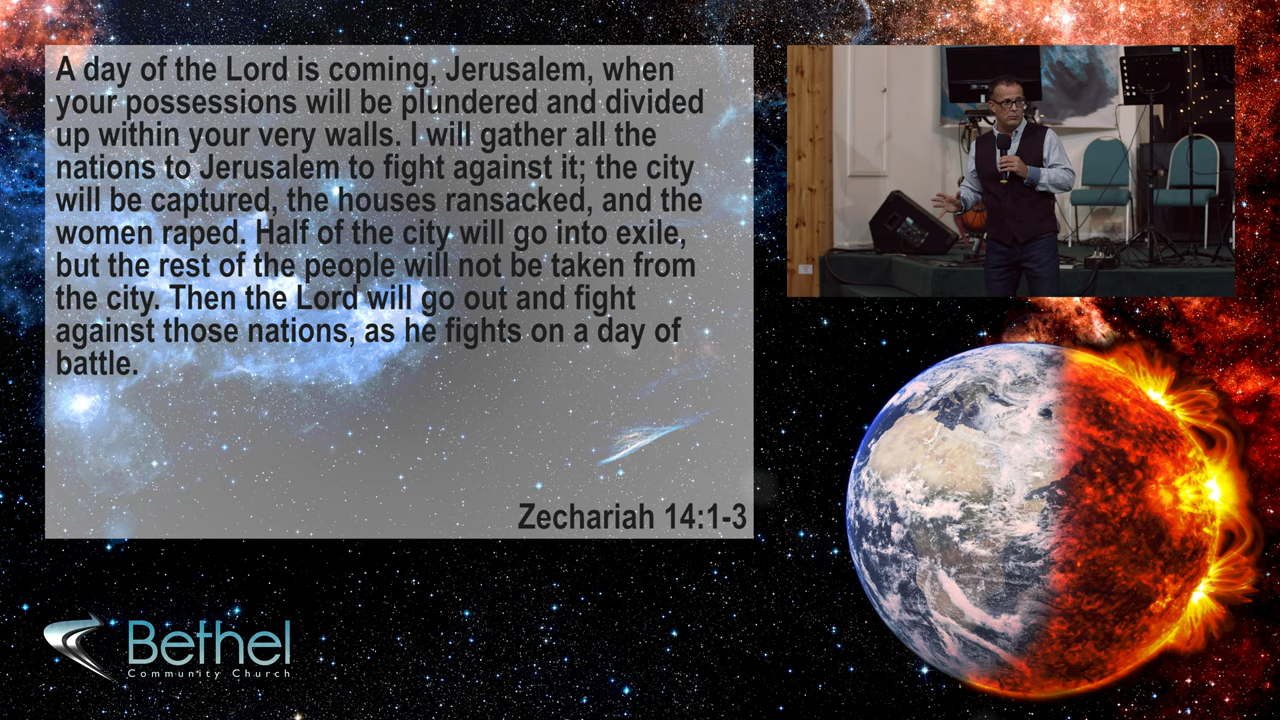 A day of the Lord is coming, Jerusalem, when
your possessions will be plundered and divided
up within your very walls. I will gather all the
nations to Jerusalem to fight against it; the city
will be captured, the houses ransacked, and the
women raped. Half of the city will go into exile,
but the rest of the people will not be taken from
the city. Then the Lord will go out and fight
against those nations, as he fights on a day of
battle.
Zechariah 14:1-3
Bethel
Community Church